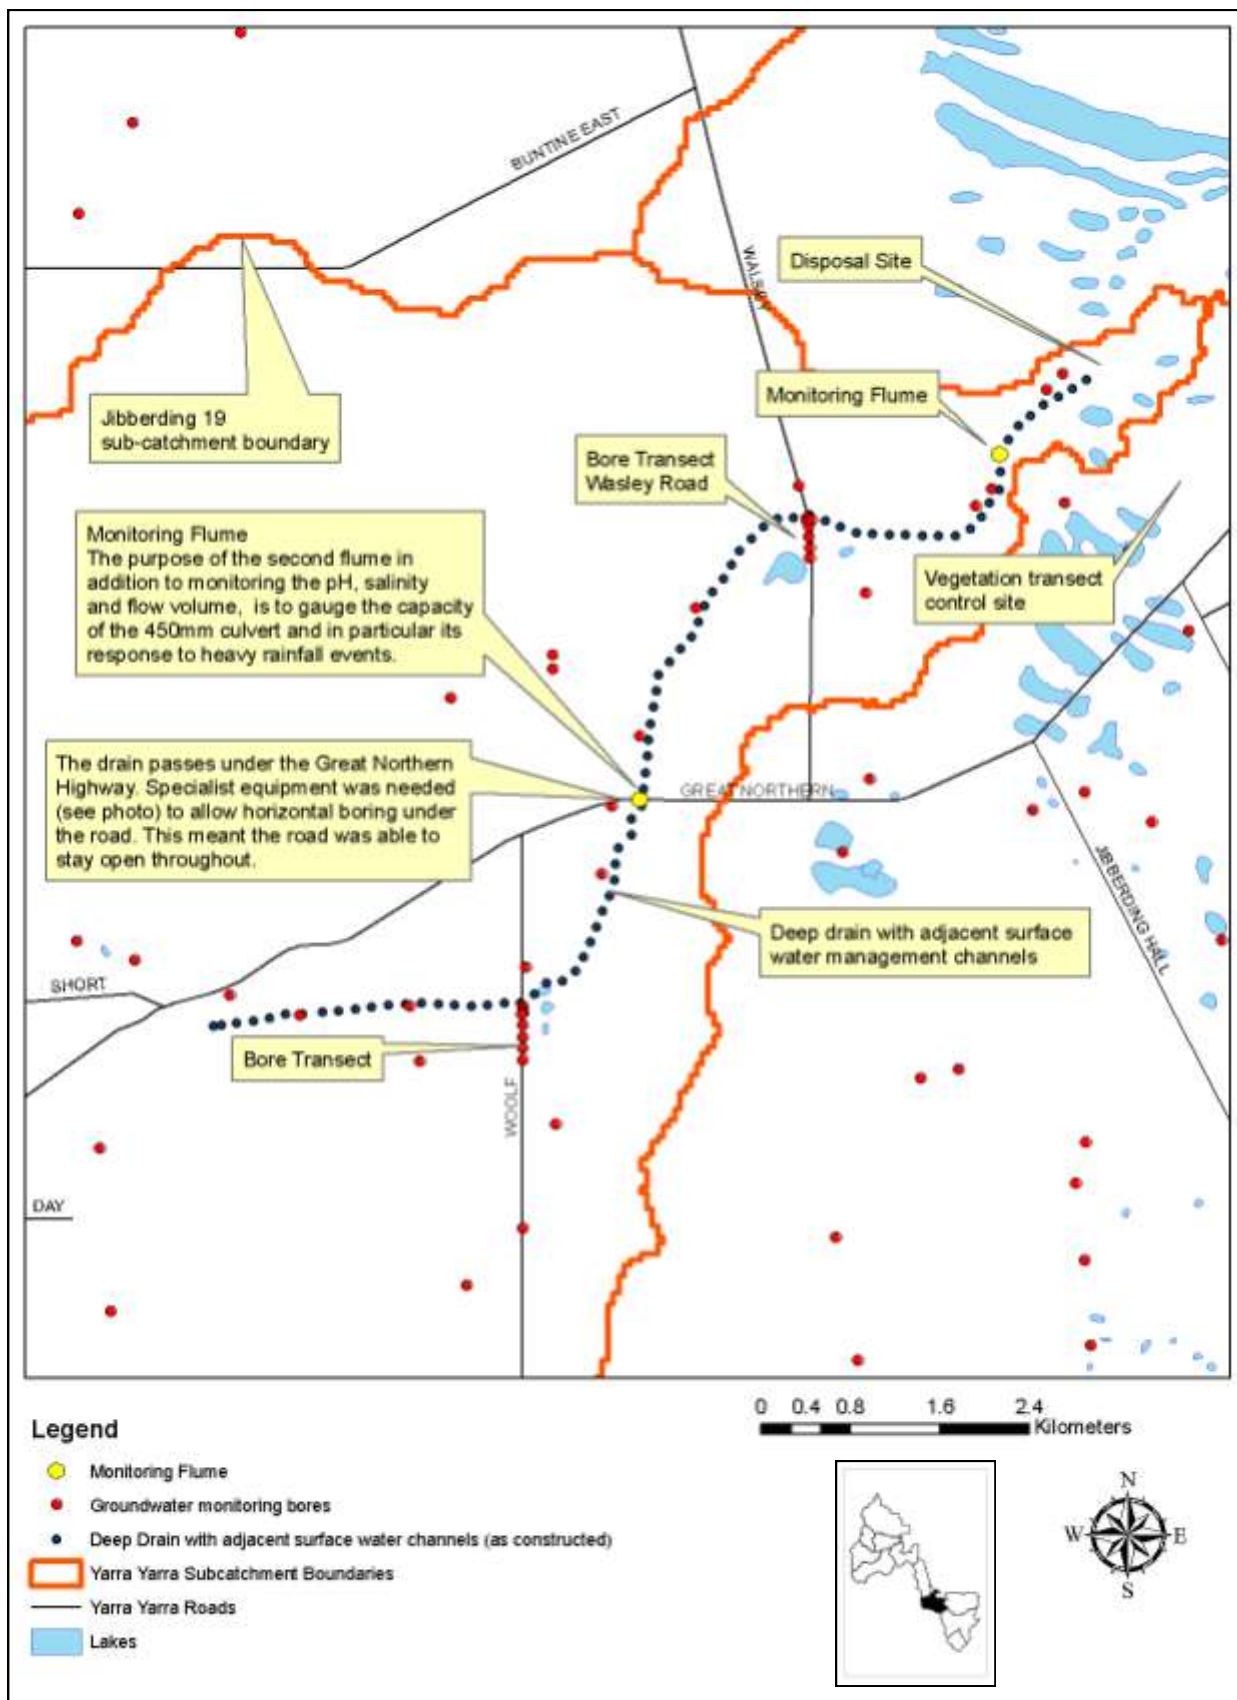 BUNTINE EAST
WALSEY
Disposal Site
Monitoring Flume
Jibberding 19
sub-catchment boundary
Bore Transect
Wasley Road
Monitoring Flume
The purpose of the second flume in
addition to monitoring the pH, salinity
and flow volume, is to gauge the capacity
of the 450mm culvert and in particular its
response to heavy rainfall events.
Vegetation transect
control site
The drain passes under the Great Northern
Highway. Specialist equipment was needed
(see photo) to allow horizontal boring under
the road. This meant the road was able to
stay open throughout.
GREAT NORTHERN
JIBBERDING HALL
Deep drain with adjacent surface
water management channels
SHORT
Bore Transect
WOOLF
DAY
0 0.4 0.8 1.6 2.4
Kilometers
Legend
Monitoring Flume
Groundwater monitoring bores
Deep Drain with adjacent surface water channels (as constructed)
Yarra Yarra Subcatchment Boundaries
Yarra Yarra Roads
Lakes
N
W E
S